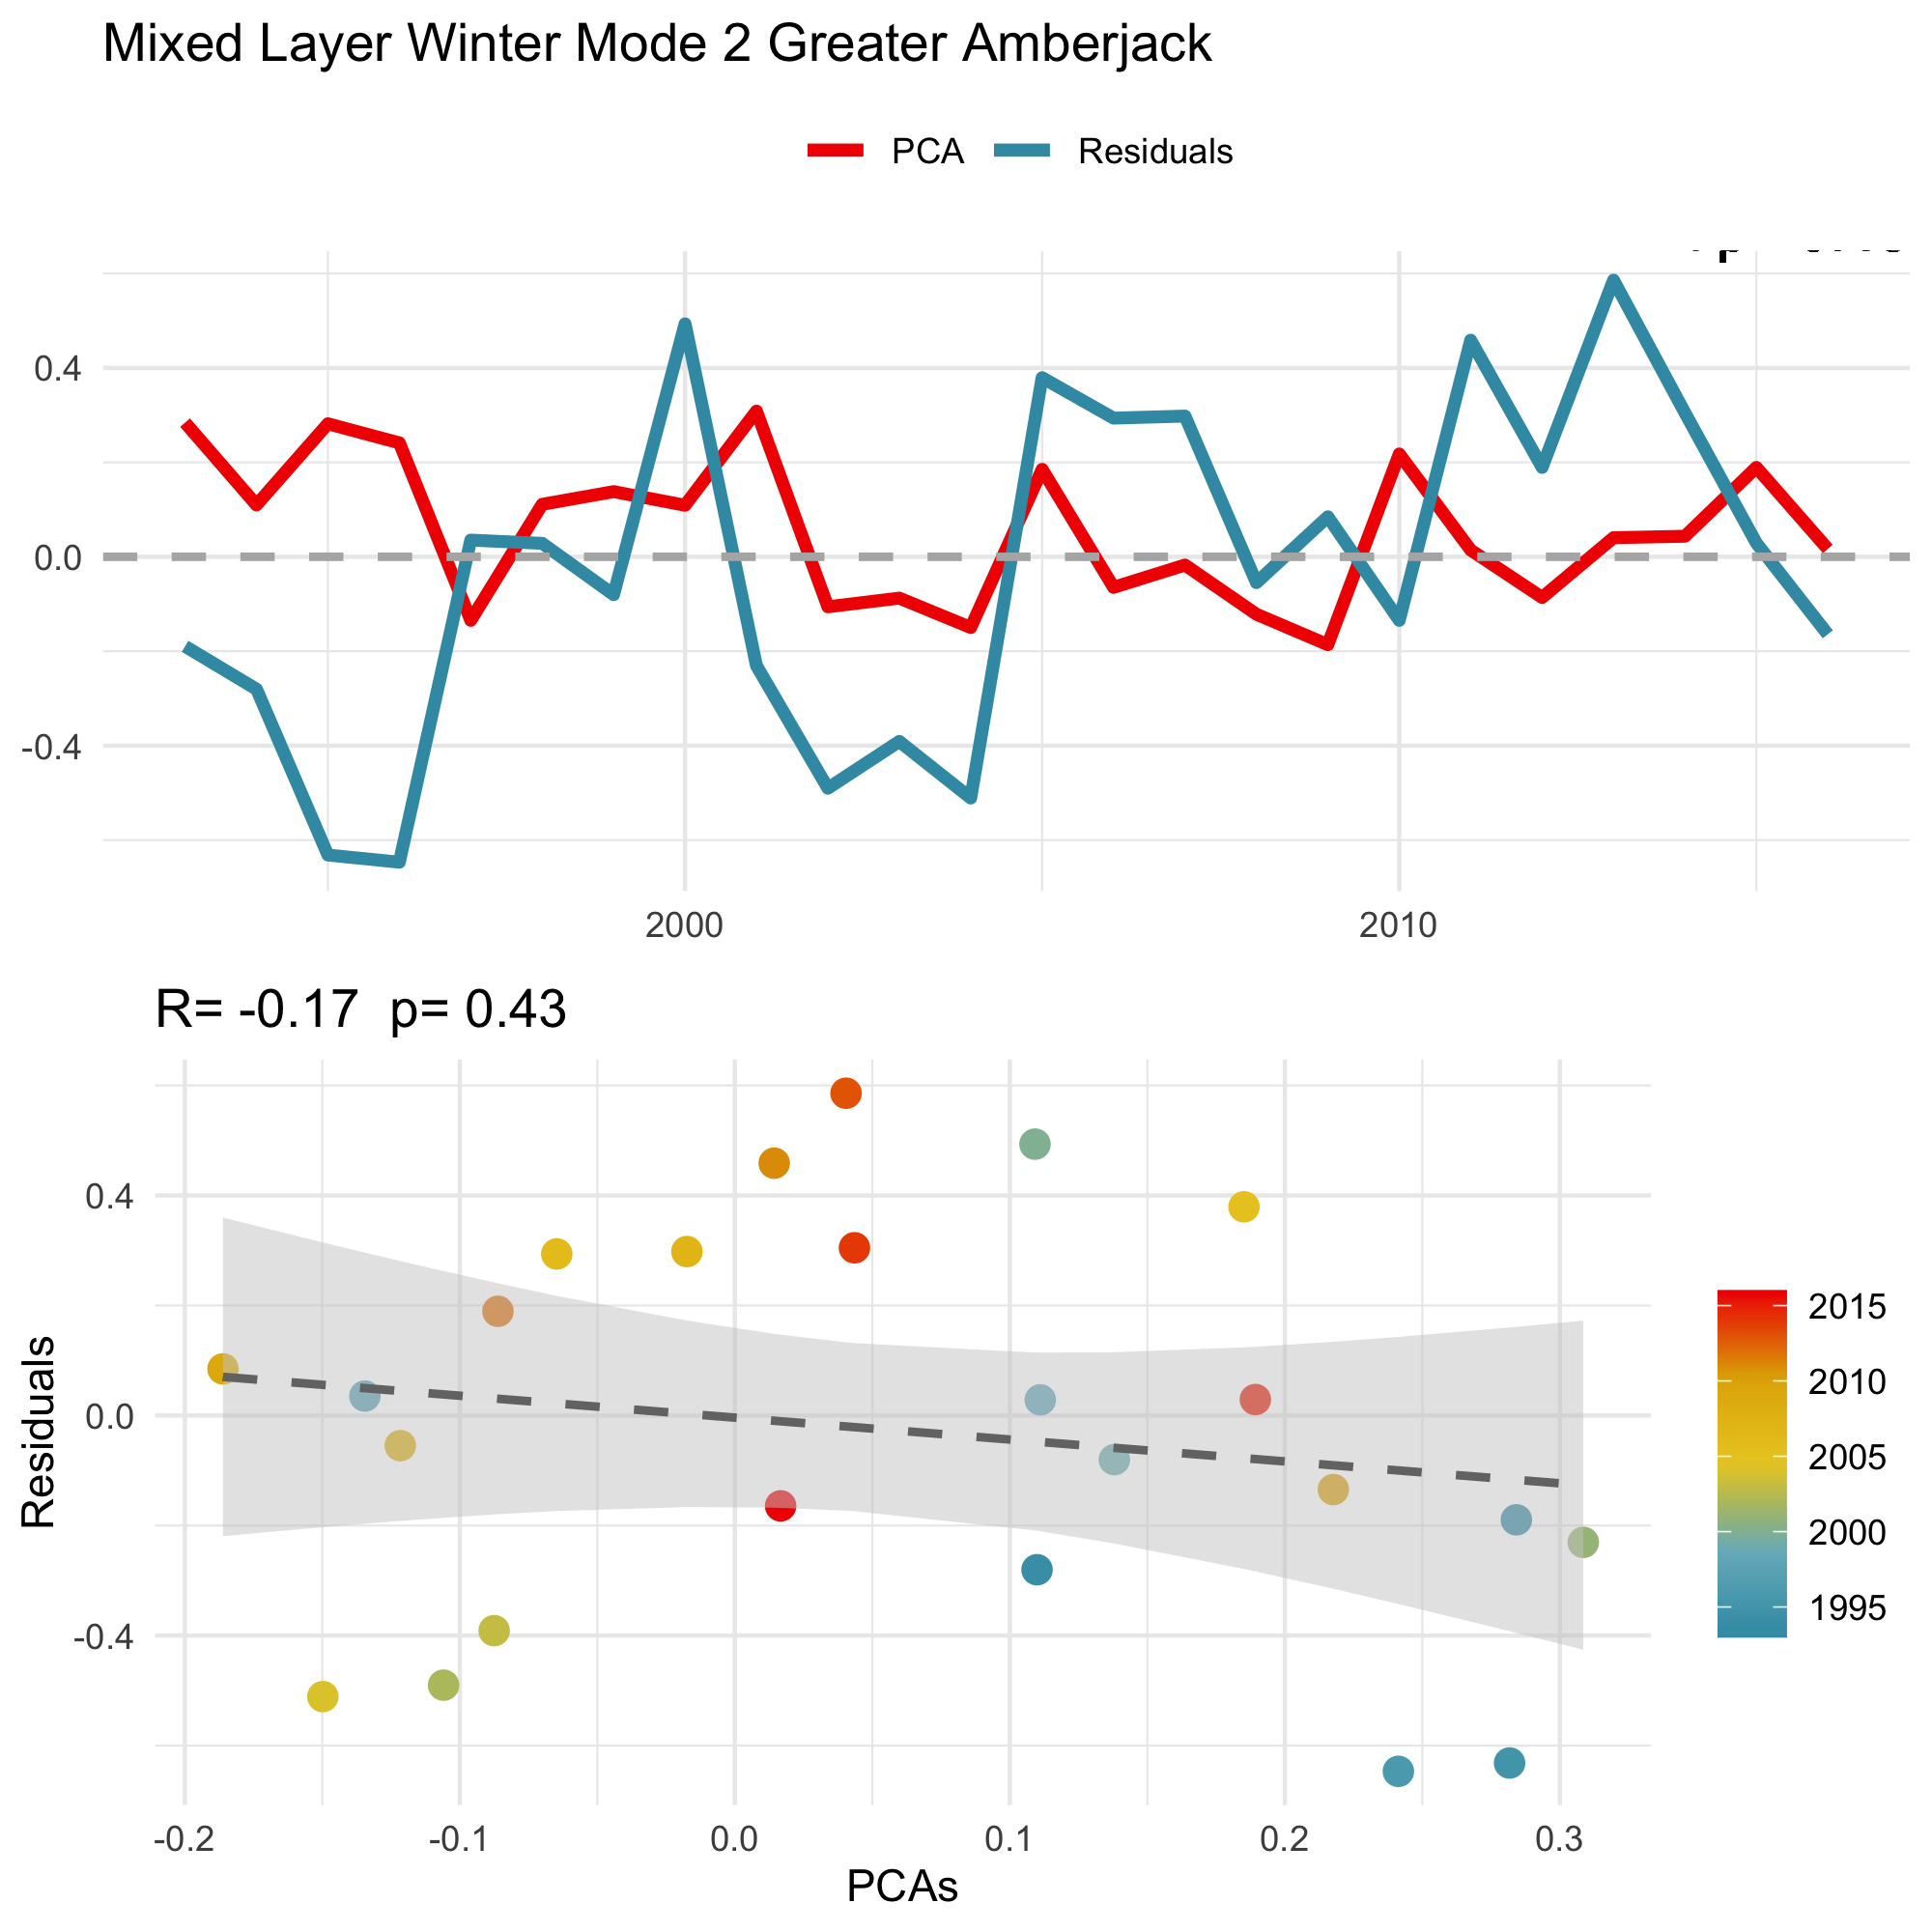 Mixed Layer Winter Mode 2 Greater Amberjack
PCA Residuals
0.4
0.0
-0.4
2000 2010
R= -0.17 p= 0.43
Residuals
0.4
0.0
-0.4
2015
2010
2005
2000
1995
-0.2 -0.1 0.0 0.1 0.2 0.3
PCAs